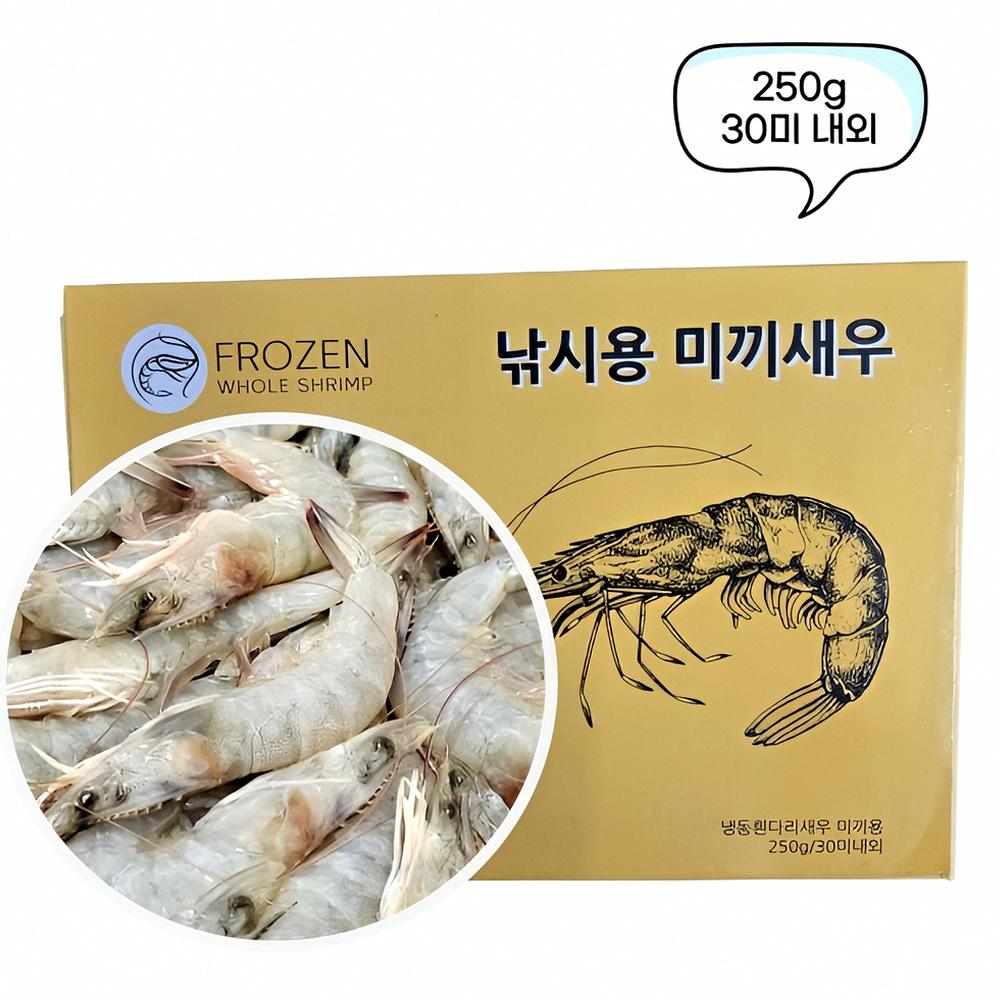 250g
30미 내외
FROZEN
WHOLE SHRIMP
낚시용 미끼새우
냉동흰다리새우 미끼용
250g/30미내외